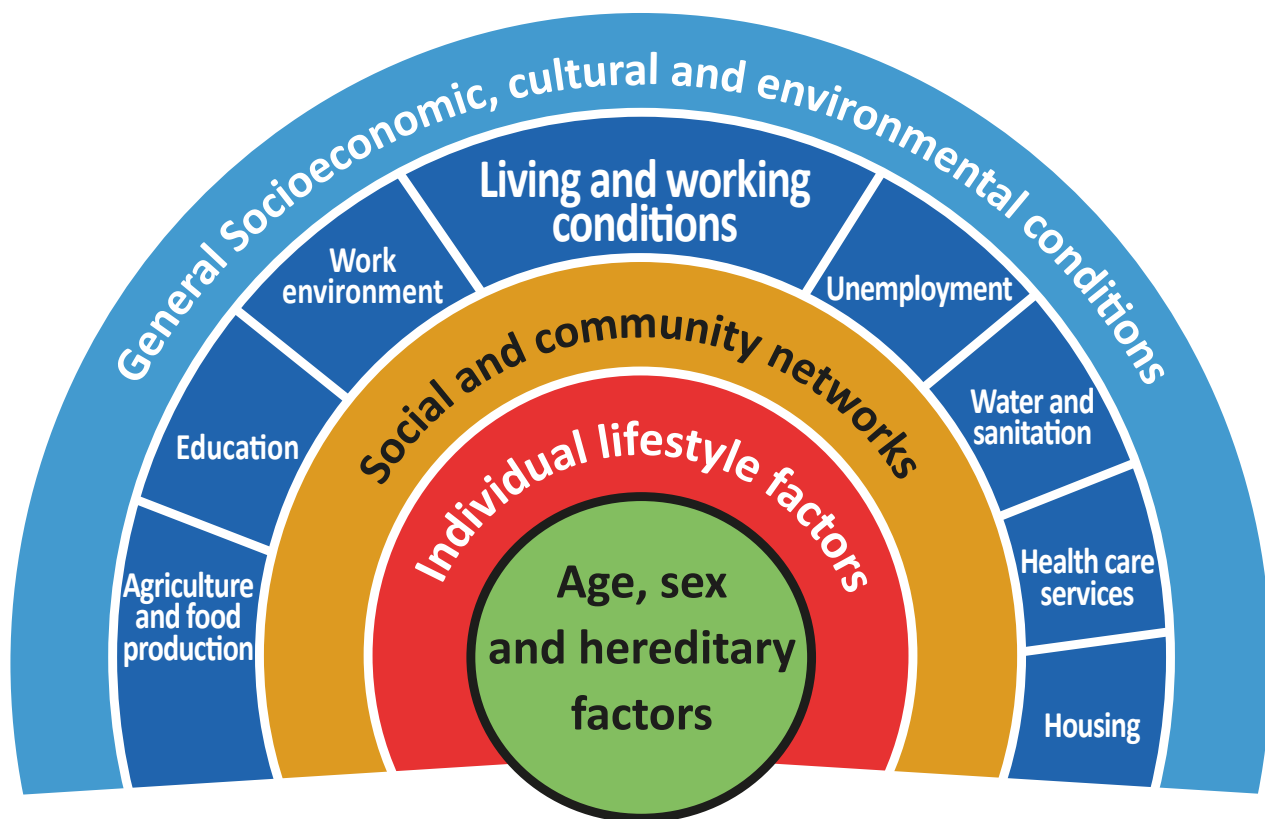 General Socioeconomic, cultural and environmental conditions
Living and working
conditions
Work
environment
Unemployment
Education
Water and
sanitation
Agriculture
and food
production
Health care
services
Housing
Social and community networks
Individual lifestyle factors
Age, sex
and hereditary
factors